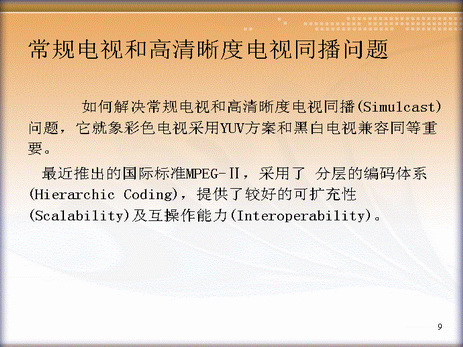 常规电视和高清晰度电视同播问题
如何解决常规电视和高清晰度电视同播(Simulcast)
问题，它就象彩色电视采用YUV方案和黑白电视兼容同等重
要。
最近推出的国际标准MPEG-Ⅱ，采用了 分层的编码体系
(Hierarchic Coding)，提供了较好的可扩充性
(Scalability)及互操作能力(Interoperability)。
9